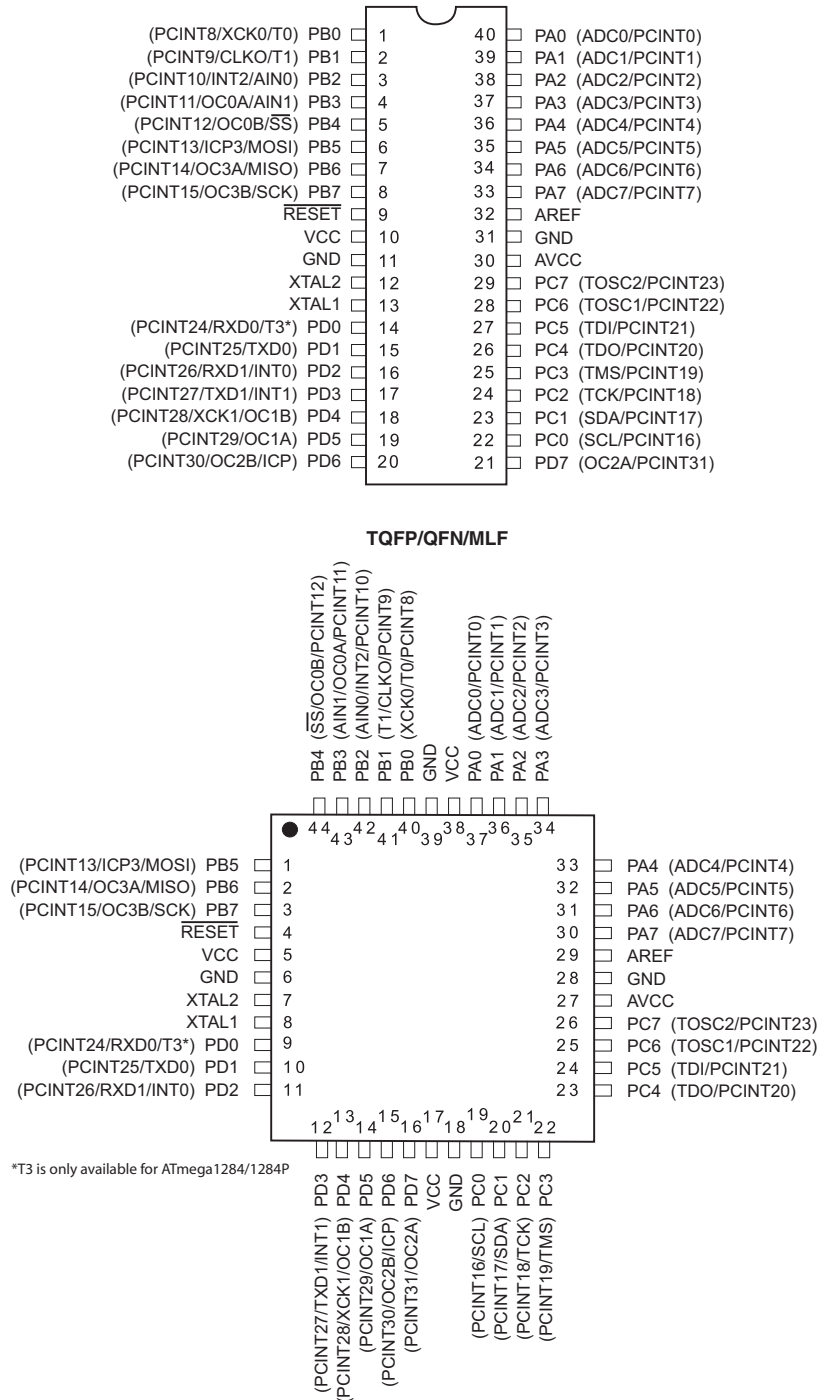 (PCINT8/XCK0/T0) PB0 1 40 PA0 (ADC0/PCINT0)
(PCINT9/CLKO/T1) PB1 2 39 PA1 (ADC1/PCINT1)
(PCINT10/INT2/AIN0) PB2 3 38 PA2 (ADC2/PCINT2)
(PCINT11/OC0A/AIN1) PB3 4 37 PA3 (ADC3/PCINT3)
(PCINT12/OC0B/SS) PB4 5 36 PA4 (ADC4/PCINT4)
(PCINT13/ICP3/MOSI) PB5 6 35 PA5 (ADC5/PCINT5)
(PCINT14/OC3A/MISO) PB6 7 34 PA6 (ADC6/PCINT6)
(PCINT15/OC3B/SCK) PB7 8 33 PA7 (ADC7/PCINT7)
RESET 9 32 AREF
VCC 10 31 GND
GND 11 30 AVCC
XTAL2 12 29 PC7 (TOSC2/PCINT23)
XTAL1 13 28 PC6 (TOSC1/PCINT22)
(PCINT24/RXD0/T3*) PD0 14 27 PC5 (TDI/PCINT21)
(PCINT25/TXD0) PD1 15 26 PC4 (TDO/PCINT20)
(PCINT26/RXD1/INT0) PD2 16 25 PC3 (TMS/PCINT19)
(PCINT27/TXD1/INT1) PD3 17 24 PC2 (TCK/PCINT18)
(PCINT28/XCK1/OC1B) PD4 18 23 PC1 (SDA/PCINT17)
(PCINT29/OC1A) PD5 19 22 PC0 (SCL/PCINT16)
(PCINT30/OC2B/ICP) PD6 20 21 PD7 (OC2A/PCINT31)
TQFP/QFN/MLF
PB4 (SS/OC0B/PCINT12)
PB3 (AIN1/OC0A/PCINT11)
PB2 (AIN0/INT2/PCINT10)
PB1 (T1/CLKO/PCINT9)
PB0 (XCK0/T0/PCINT8)
GND
VCC
PA0 (ADC0/PCINT0)
PA1 (ADC1/PCINT1)
PA2 (ADC2/PCINT2)
PA3 (ADC3/PCINT3)
44 43 42 41 40 39 38 37 36 35 34
(PCINT13/ICP3/MOSI) PB5 1 33 PA4 (ADC4/PCINT4)
(PCINT14/OC3A/MISO) PB6 2 32 PA5 (ADC5/PCINT5)
(PCINT15/OC3B/SCK) PB7 3 31 PA6 (ADC6/PCINT6)
RESET 4 30 PA7 (ADC7/PCINT7)
VCC 5 29 AREF
GND 6 28 GND
XTAL2 7 27 AVCC
XTAL1 8 26 PC7 (TOSC2/PCINT23)
(PCINT24/RXD0/T3*) PD0 9 25 PC6 (TOSC1/PCINT22)
(PCINT25/TXD0) PD1 10 24 PC5 (TDI/PCINT21)
(PCINT26/RXD1/INT0) PD2 11 23 PC4 (TDO/PCINT20)
12 13 14 15 16 17 18 19 20 21 22
*T3 is only available for ATmega1284/1284P
(PCINT27/TXD1/INT1) PD3
(PCINT28/XCK1/OC1B) PD4
(PCINT29/OC1A) PD5
(PCINT30/OC2B/ICP) PD6
(PCINT31/OC2A) PD7
VCC
GND
(PCINT16/SCL) PC0
(PCINT17/SDA) PC1
(PCINT18/TCK) PC2
(PCINT19/TMS) PC3